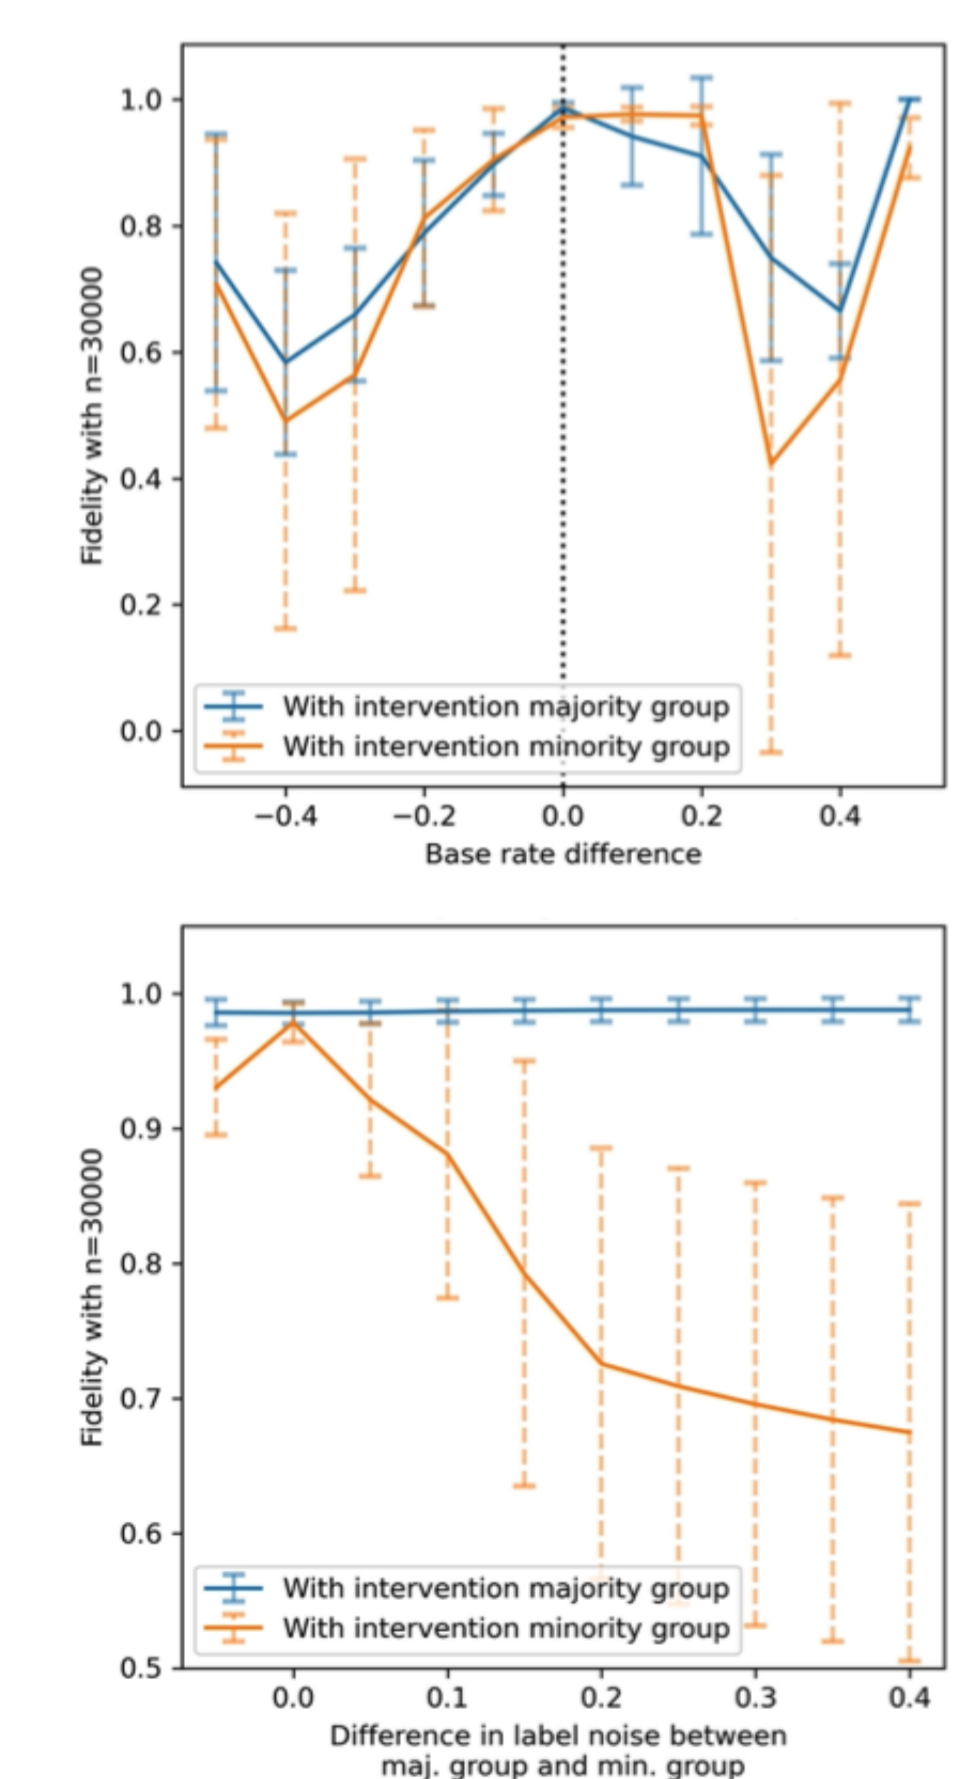 1.0
0.8
0.6
0.4
0.2
0.0
Fidelity with n=30000
With intervention majority group
With intervention minority group
−0.4 −0.2 0.0 0.2 0.4
Base rate difference
1.0
0.9
0.8
0.7
0.6
0.5
Fidelity with n=30000
With intervention majority group
With intervention minority group
0.0 0.1 0.2 0.3 0.4
Difference in label noise between
maj. group and min. group